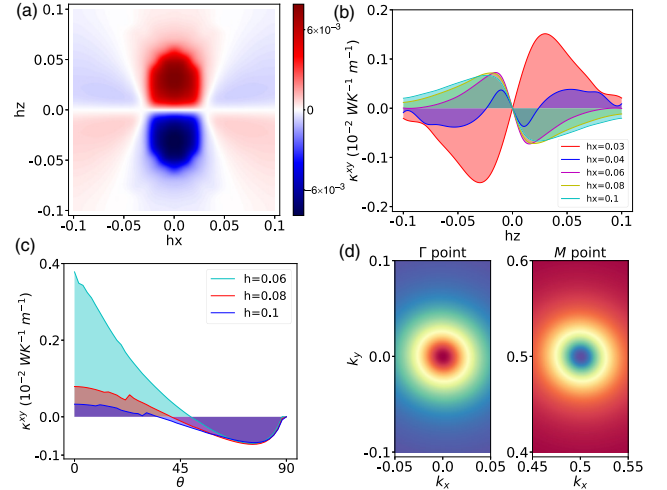 (a)
0.1
0.05
0.0
-0.05
-0.1
hz
-0.1
-0.05
0.0
0.05
0.1
hx
6×10⁻³
0
−6×10⁻³
(b)
0.2
0.1
0.0
-0.1
-0.2
κ^xy (10⁻² WK⁻¹ m⁻¹)
-0.1
-0.05
0.0
0.05
0.1
hz
hx=0.03
hx=0.04
hx=0.06
hx=0.08
hx=0.1
(c)
0.4
0.2
0.0
-0.1
κ^xy (10⁻² WK⁻¹ m⁻¹)
0
45
90
θ
h=0.06
h=0.08
h=0.1
(d)
Γ point
M point
0.1
0.0
-0.1
k_y
-0.05
0.0
0.05
k_x
0.6
0.5
0.4
0.45
0.5
0.55
k_x